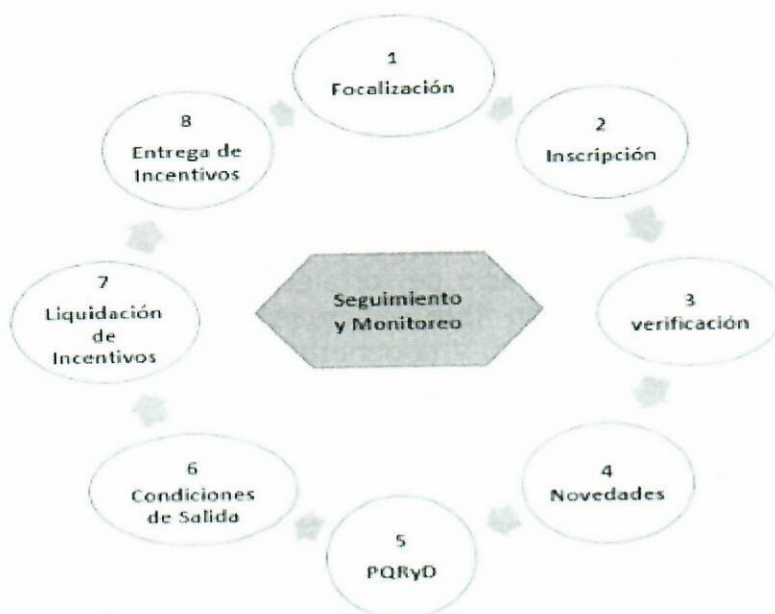 1
Focalización
2
Inscripción
3
verificación
4
Novedades
5
PQRyD
6
Condiciones
de Salida
7
Liquidación
de
Incentivos
8
Entrega de
Incentivos
Seguimiento
y Monitoreo